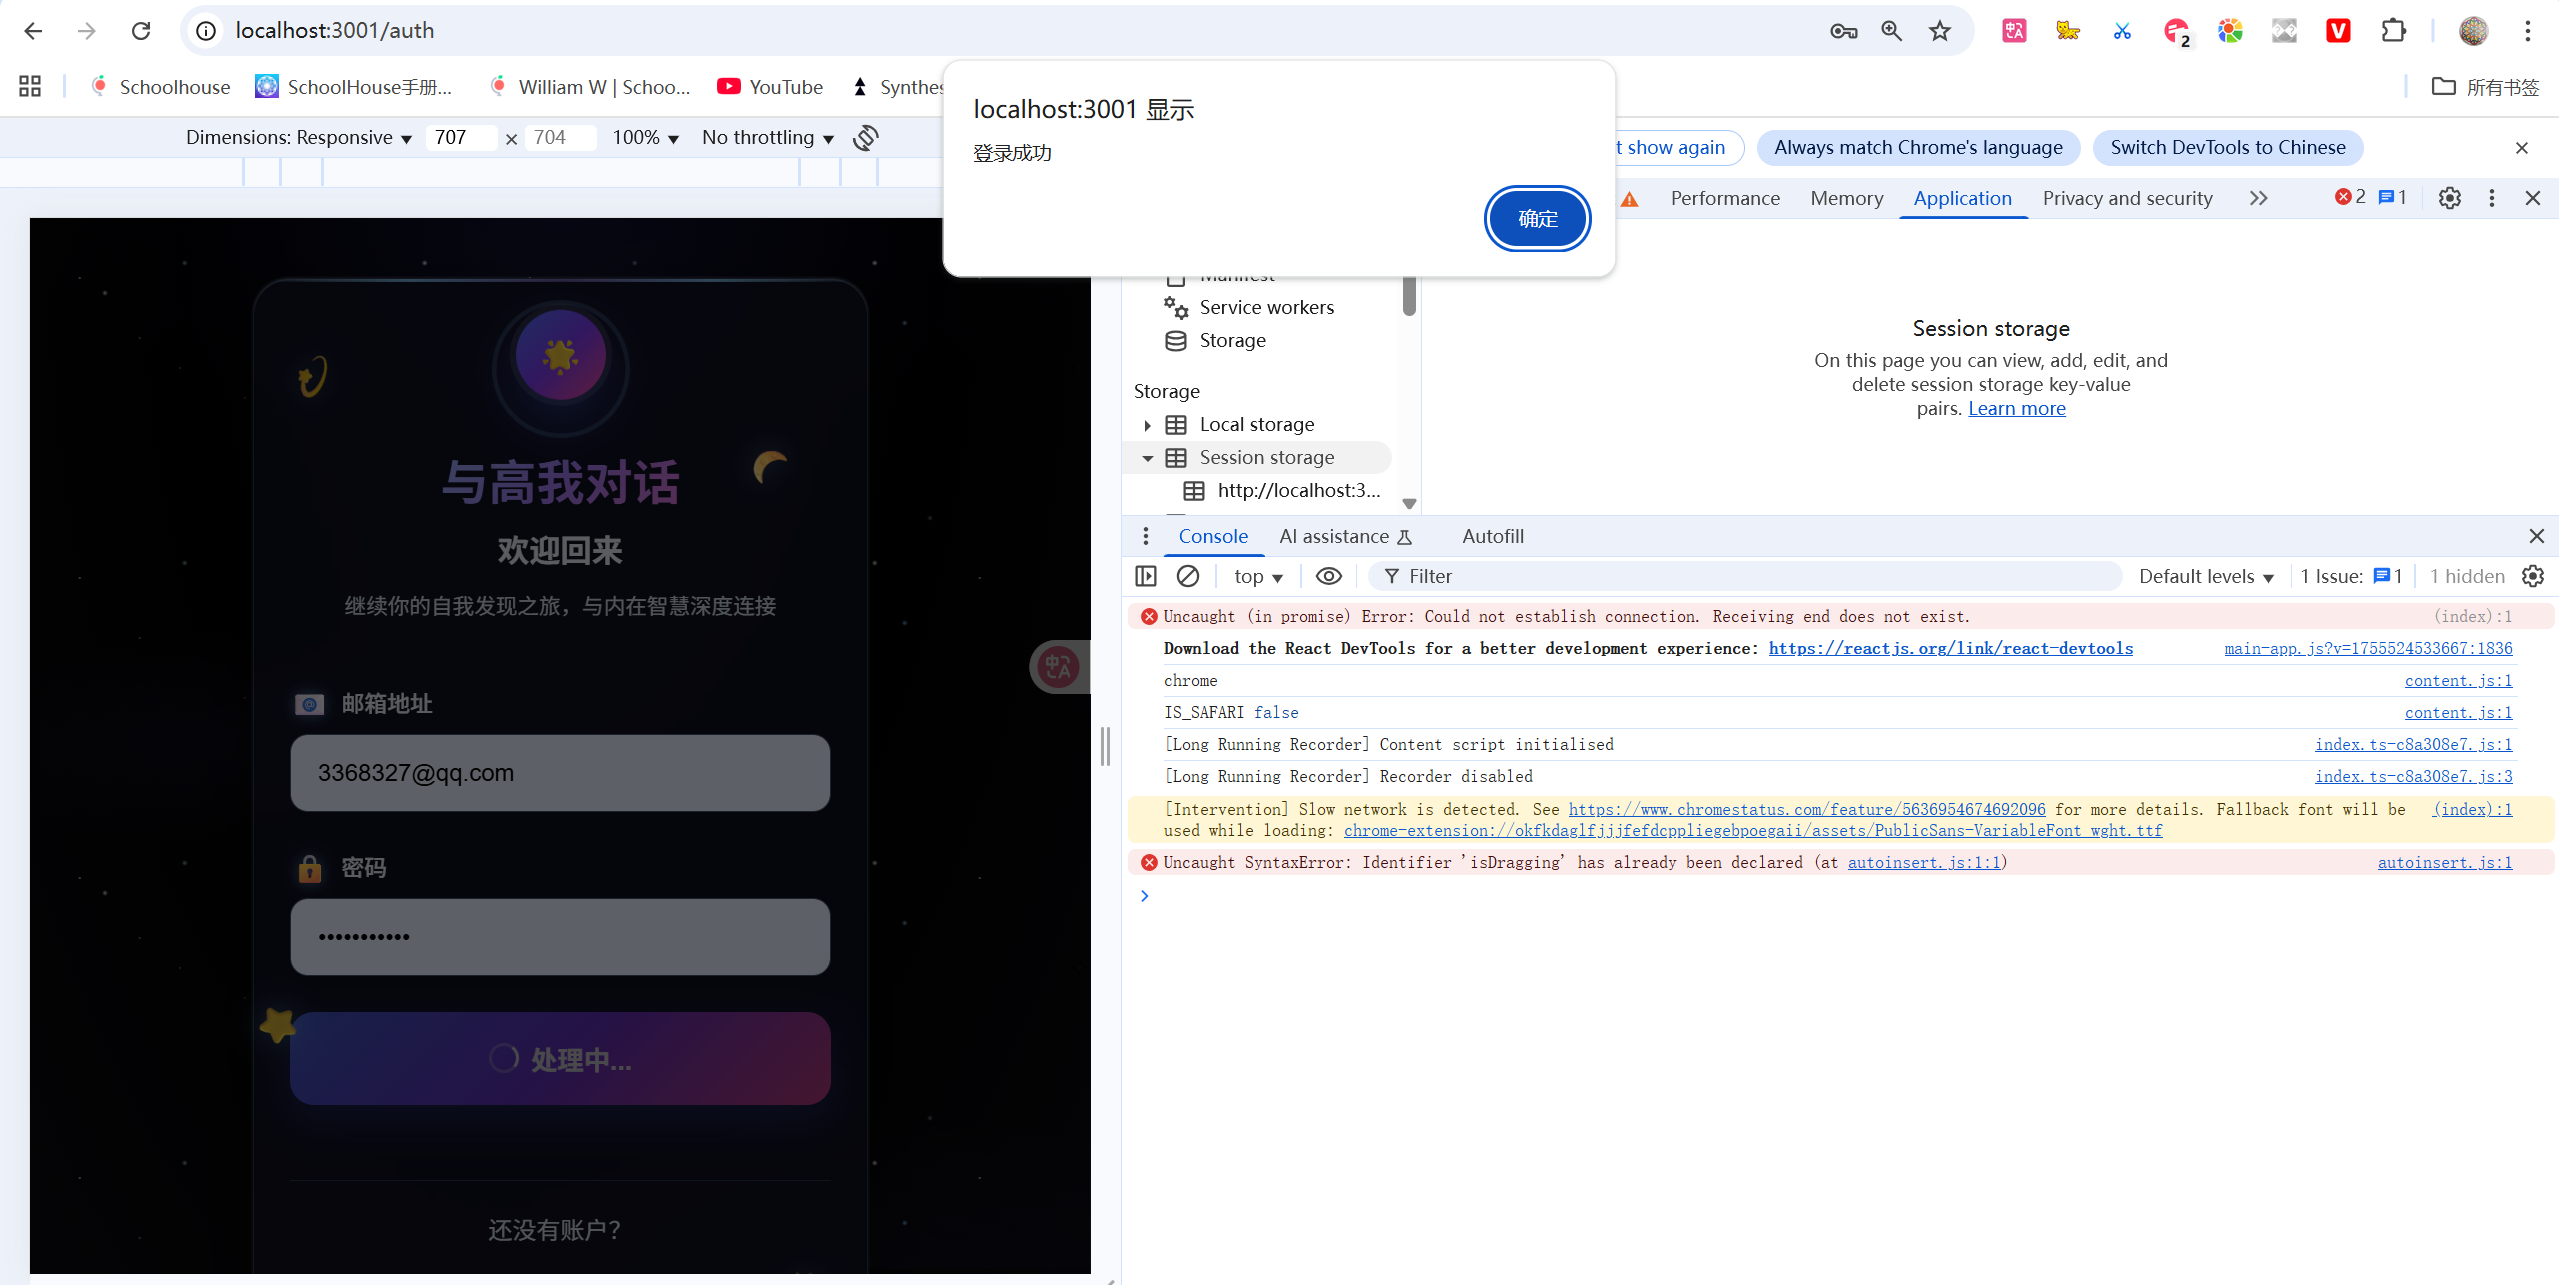 localhost:3001/auth
2
Schoolhouse
SchoolHouse手册...
William W | Schoo...
YouTube
Synthes
所有书签
localhost:3001 显示
登录成功
确定
Dimensions: Responsive
707 × 704
100%
No throttling
t show again
Always match Chrome's language
Switch DevTools to Chinese
Performance
Memory
Application
Privacy and security
2
1
与高我对话
欢迎回来
继续你的自我发现之旅，与内在智慧深度连接
邮箱地址
3368327@qq.com
密码
•••••••••••
处理中...
还没有账户？
Manifest
Service workers
Storage
Storage
Local storage
Session storage
http://localhost:3...
Session storage
On this page you can view, add, edit, and
delete session storage key-value
pairs. Learn more
Console
AI assistance
Autofill
top
Filter
Default levels
1 Issue: 1
1 hidden
Uncaught (in promise) Error: Could not establish connection. Receiving end does not exist. (index):1
Download the React DevTools for a better development experience: https://reactjs.org/link/react-devtools main-app.js?v=1755524533667:1836
chrome content.js:1
IS_SAFARI false content.js:1
[Long Running Recorder] Content script initialised index.ts-c8a308e7.js:1
[Long Running Recorder] Recorder disabled index.ts-c8a308e7.js:3
[Intervention] Slow network is detected. See https://www.chromestatus.com/feature/5636954674692096 for more details. Fallback font will be (index):1
used while loading: chrome-extension://okfkdaglfjjjfefdcppliegebpoegaii/assets/PublicSans-VariableFont_wght.ttf
Uncaught SyntaxError: Identifier 'isDragging' has already been declared (at autoinsert.js:1:1) autoinsert.js:1